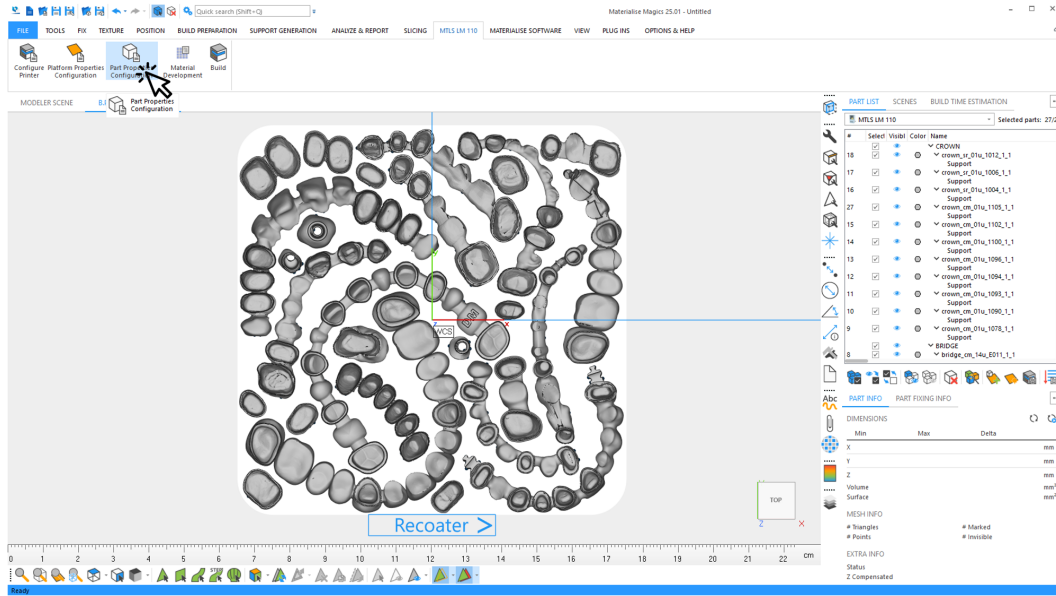 Quick search (Shift+Q)
Materialise Magics 25.01 - Untitled
FILE TOOLS FIX TEXTURE POSITION BUILD PREPARATION SUPPORT GENERATION ANALYZE & REPORT SLICING MTLS LM 110 MATERIALISE SOFTWARE VIEW PLUG INS OPTIONS & HELP
Configure Printer
Platform Properties Configuration
Material Development
Build
Part Properties
Configuration
MODELER SCENE
PART LIST SCENES BUILD TIME ESTIMATION
MTLS LM 110
# Select Visibl Color Name
CROWN
18 crown_sr_01u_1012_1_1
Support
17 crown_sr_01u_1006_1_1
Support
16 crown_sr_01u_1004_1_1
Support
27 crown_cm_01u_1105_1_1
Support
15 crown_cm_01u_1102_1_1
Support
14 crown_cm_01u_1100_1_1
Support
13 crown_cm_01u_1096_1_1
Support
12 crown_cm_01u_1094_1_1
Support
11 crown_cm_01u_1093_1_1
Support
10 crown_cm_01u_1090_1_1
Support
9 crown_cm_01u_1078_1_1
Support
BRIDGE
8 bridge_cm_14u_E011_1_1
Abc
PART INFO PART FIXING INFO
DIMENSIONS
Min Max Delta
X mm
Y mm
Z mm
Volume
Surface
MESH INFO
# Triangles # Marked
# Points # Invisible
EXTRA INFO
Status
Z Compensated
y
WCS
x
DM
TOP
Z X
Recoater >
0 1 2 3 4 5 6 7 8 9 10 11 12 13 14 15 16 17 18 19 20 21 22 cm
STEP
Ready